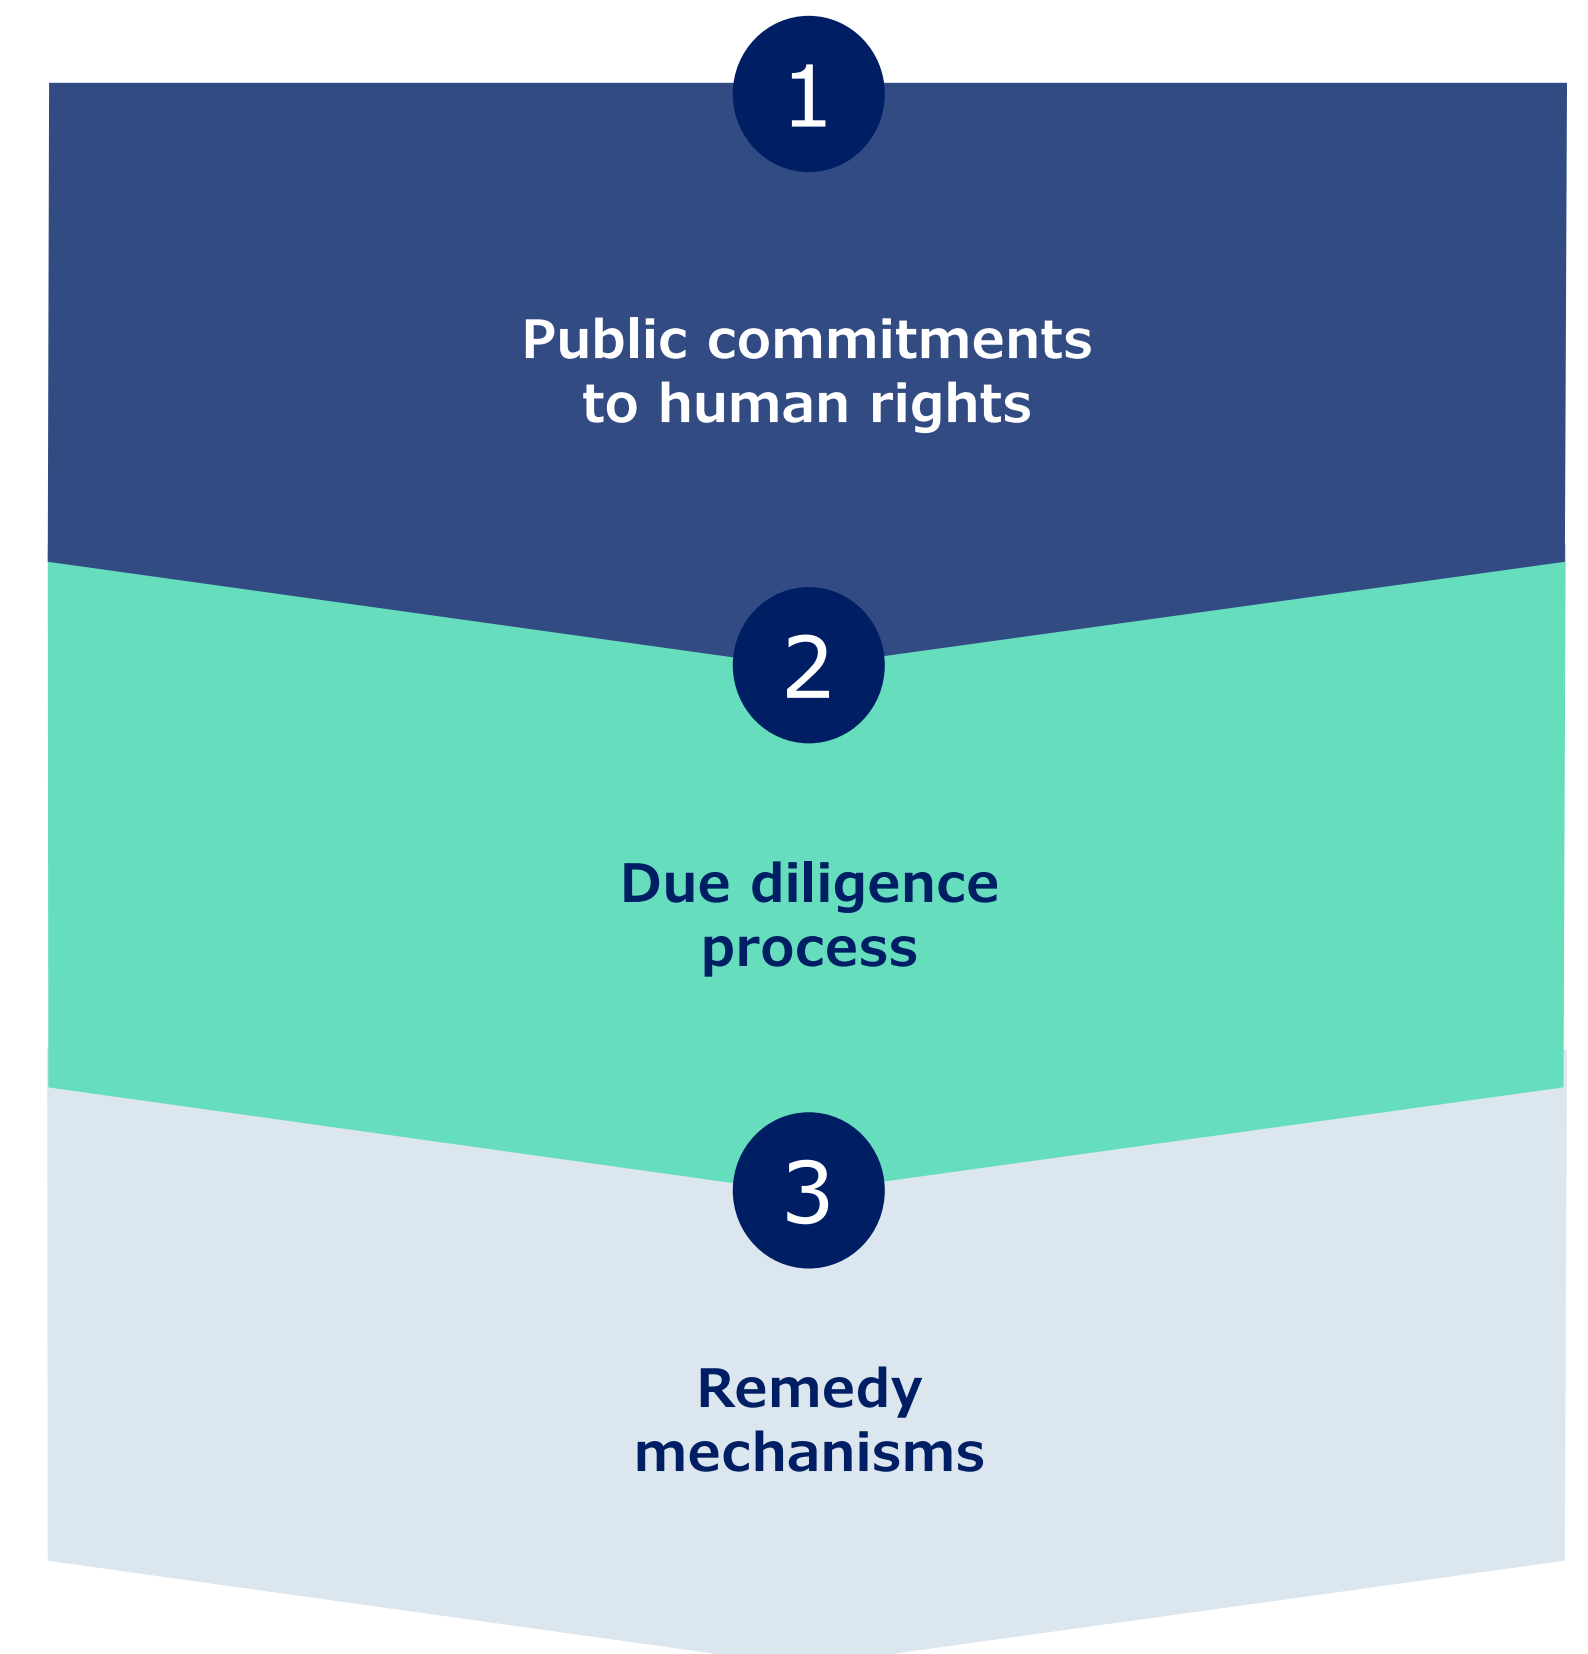 1
Public commitments
to human rights
2
Due diligence
process
3
Remedy
mechanisms